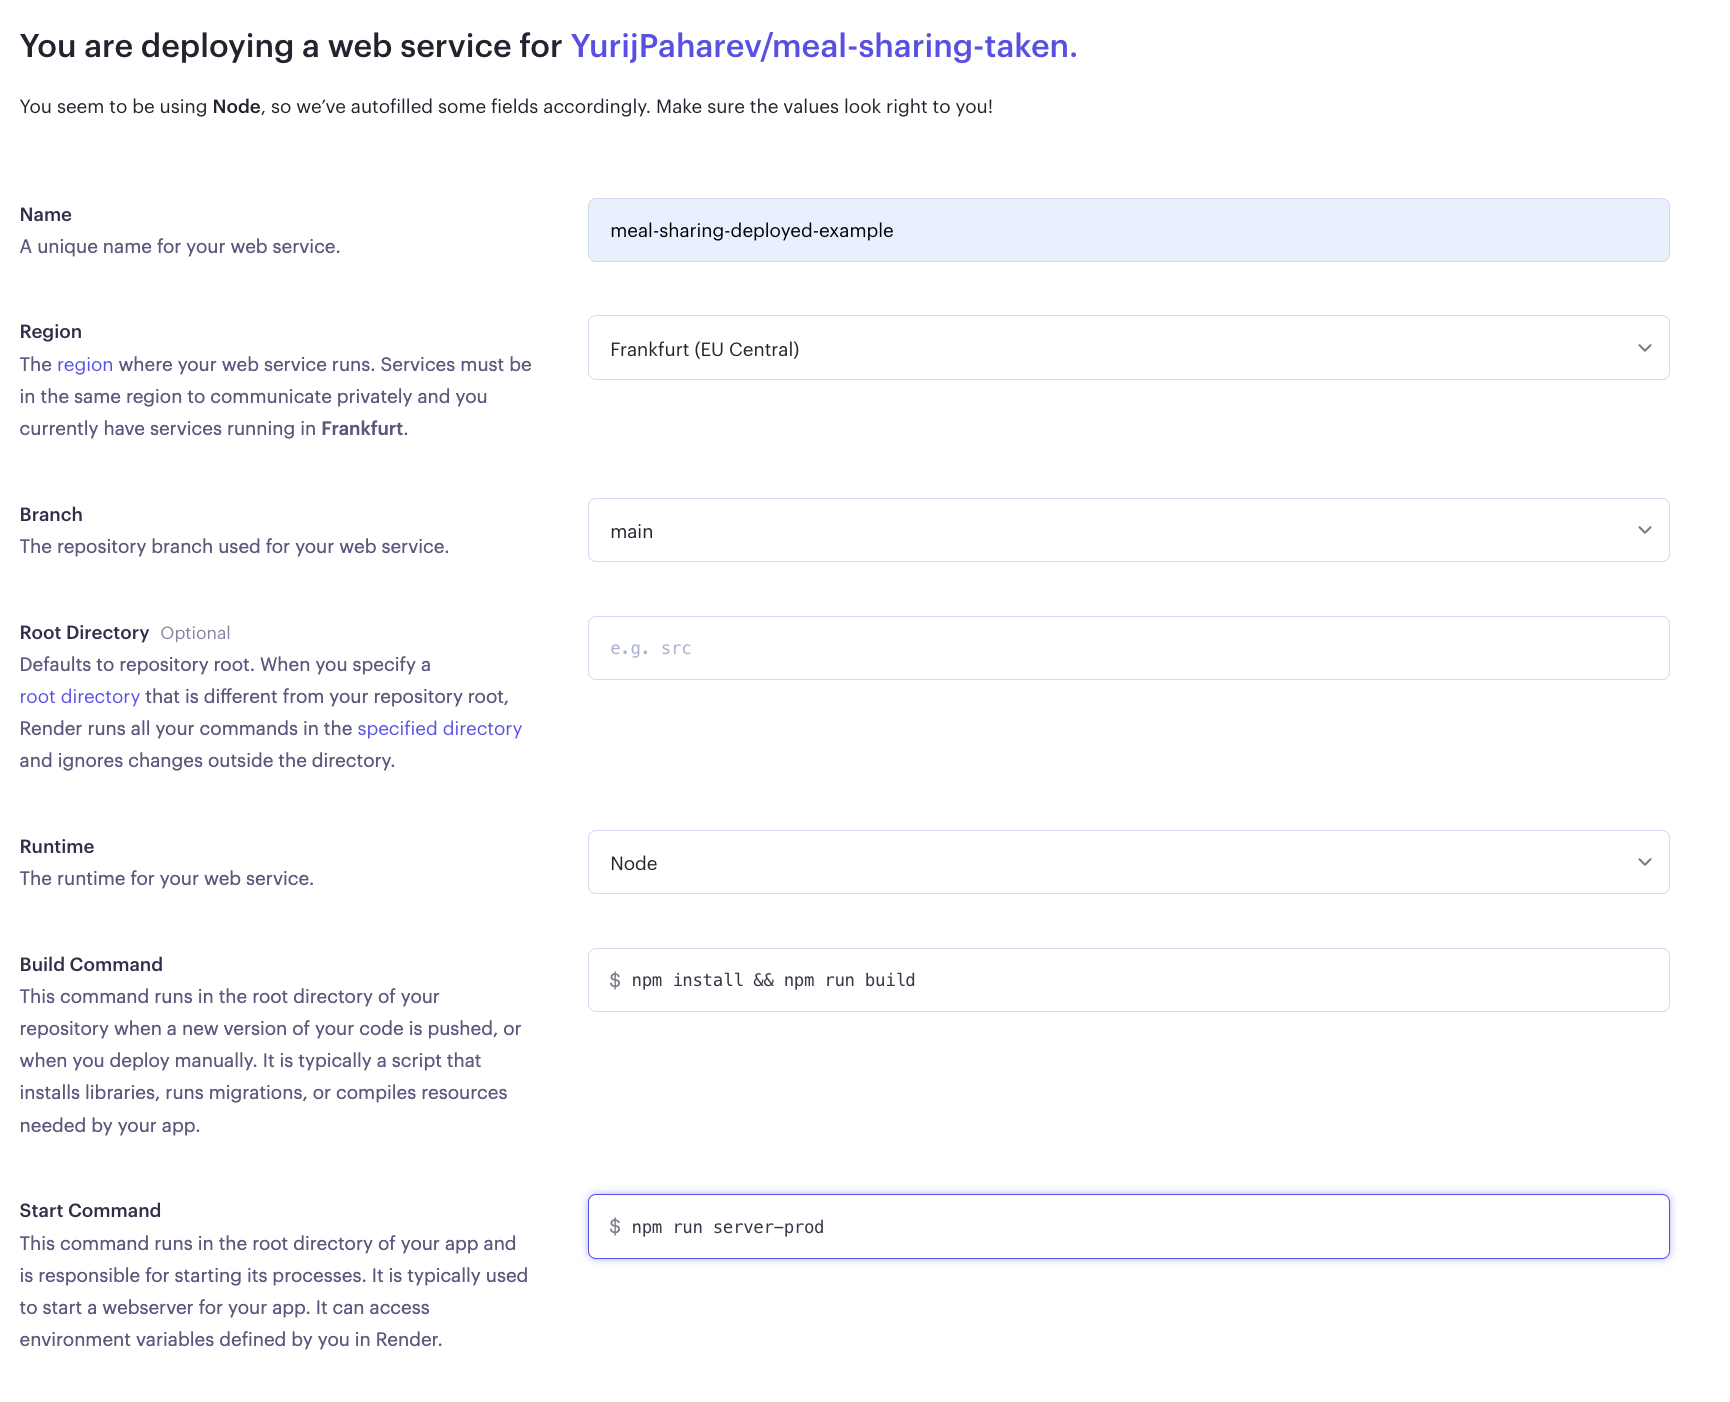 You are deploying a web service for YurijPaharev/meal-sharing-taken.
You seem to be using Node, so we’ve autofilled some fields accordingly. Make sure the values look right to you!
Name
A unique name for your web service.
meal-sharing-deployed-example
Region
The region where your web service runs. Services must be
in the same region to communicate privately and you
currently have services running in Frankfurt.
Frankfurt (EU Central)
Branch
The repository branch used for your web service.
main
Root Directory Optional
Defaults to repository root. When you specify a
root directory that is different from your repository root,
Render runs all your commands in the specified directory
and ignores changes outside the directory.
e.g. src
Runtime
The runtime for your web service.
Node
Build Command
This command runs in the root directory of your
repository when a new version of your code is pushed, or
when you deploy manually. It is typically a script that
installs libraries, runs migrations, or compiles resources
needed by your app.
$ npm install && npm run build
Start Command
This command runs in the root directory of your app and
is responsible for starting its processes. It is typically used
to start a webserver for your app. It can access
environment variables defined by you in Render.
$ npm run server-prod